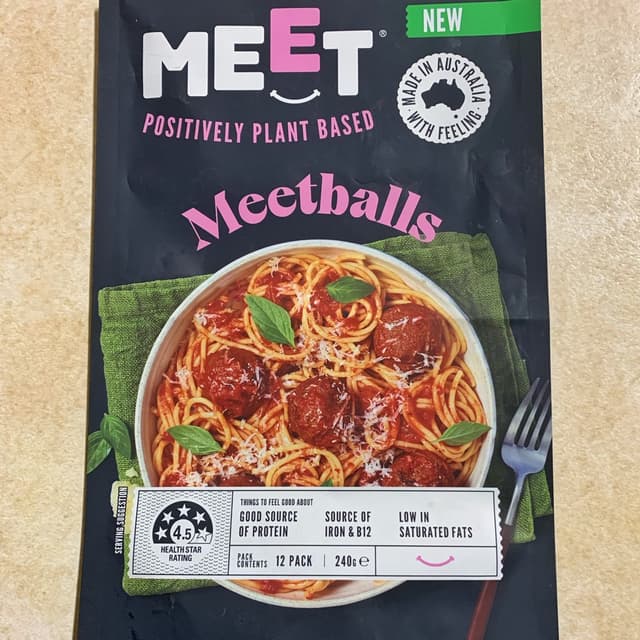 NEW
MEET®
POSITIVELY PLANT BASED
MADE IN AUSTRALIA
WITH FEELING
Meetballs
SERVING SUGGESTION
4.5
HEALTH STAR
RATING
THINGS TO FEEL GOOD ABOUT
GOOD SOURCE
OF PROTEIN
SOURCE OF
IRON & B12
LOW IN
SATURATED FATS
PACK
CONTENTS
12 PACK | 240g ℮